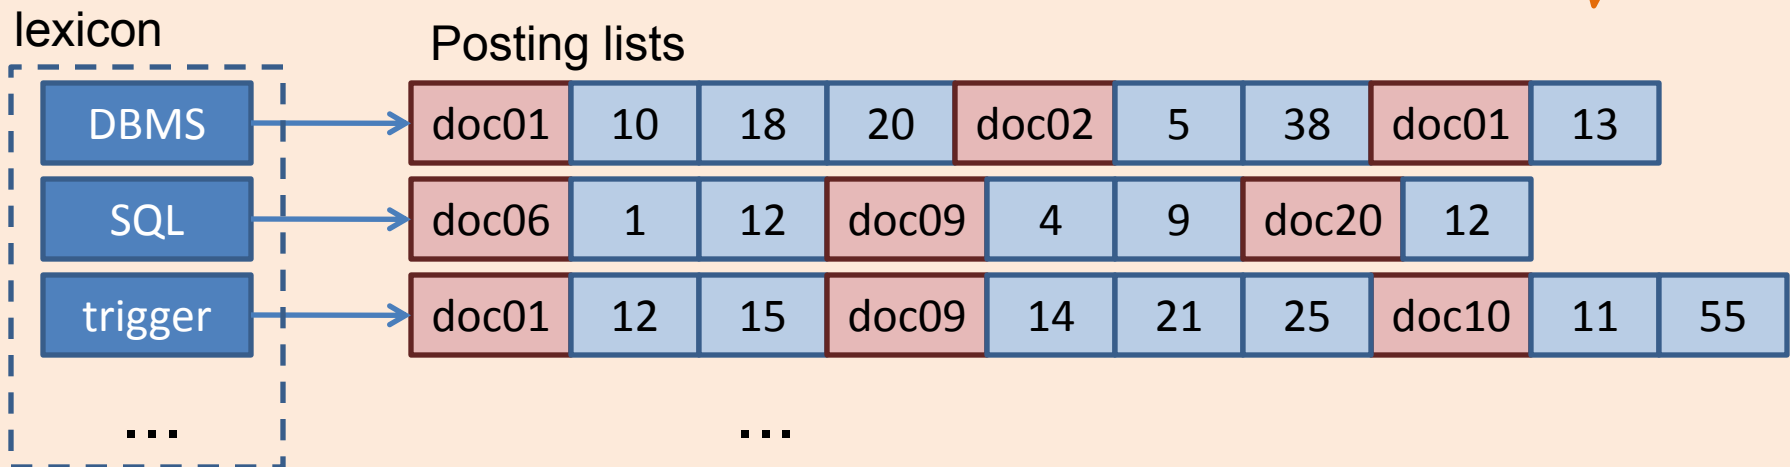 lexicon
Posting lists
DBMS doc01 10 18 20 doc02 5 38 doc01 13
SQL doc06 1 12 doc09 4 9 doc20 12
trigger doc01 12 15 doc09 14 21 25 doc10 11 55
... ...